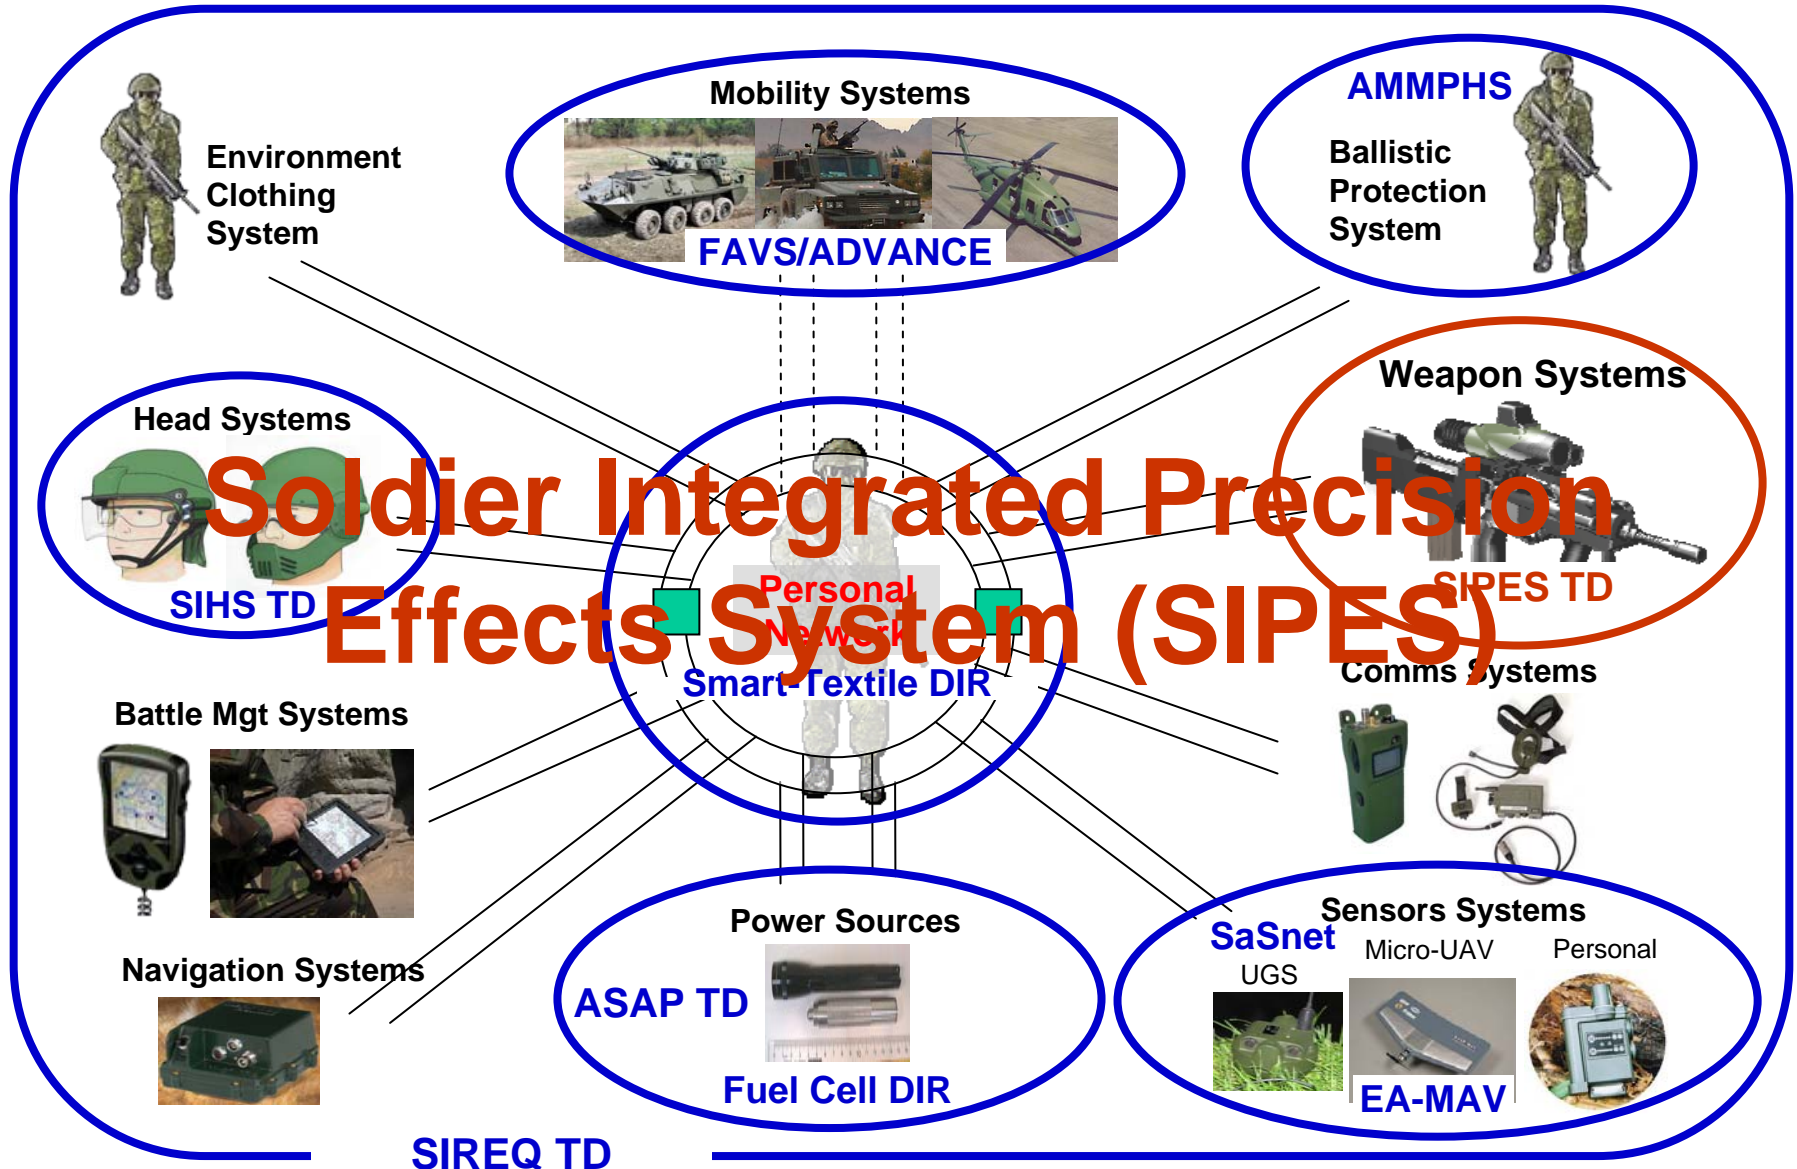 Mobility Systems
AMMPHS
Environment
Clothing
System
Ballistic
Protection
System
FAVS/ADVANCE
Weapon Systems
Head Systems
Soldier Integrated Precision
Effects System (SIPES)
SIHS TD
Personal
Network
SIPES TD
Smart-Textile DIR
Comms Systems
Battle Mgt Systems
Power Sources
Sensors Systems
SaSnet
Micro-UAV
Personal
UGS
Navigation Systems
ASAP TD
Fuel Cell DIR
EA-MAV
SIREQ TD